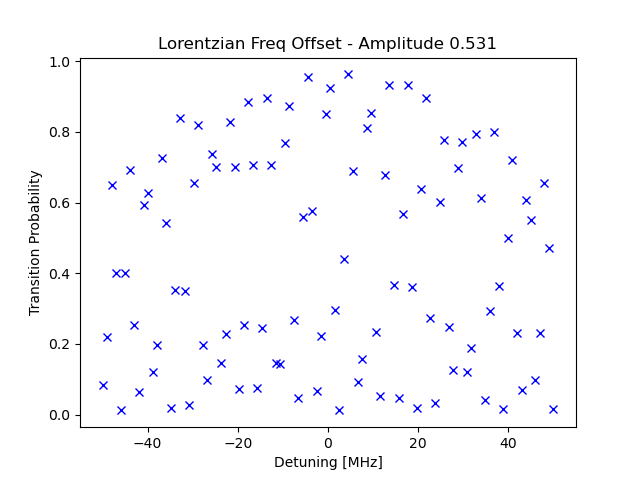 Lorentzian Freq Offset - Amplitude 0.531
1.0
0.8
0.6
0.4
0.2
0.0
Transition Probability
−40 −20 0 20 40
Detuning [MHz]